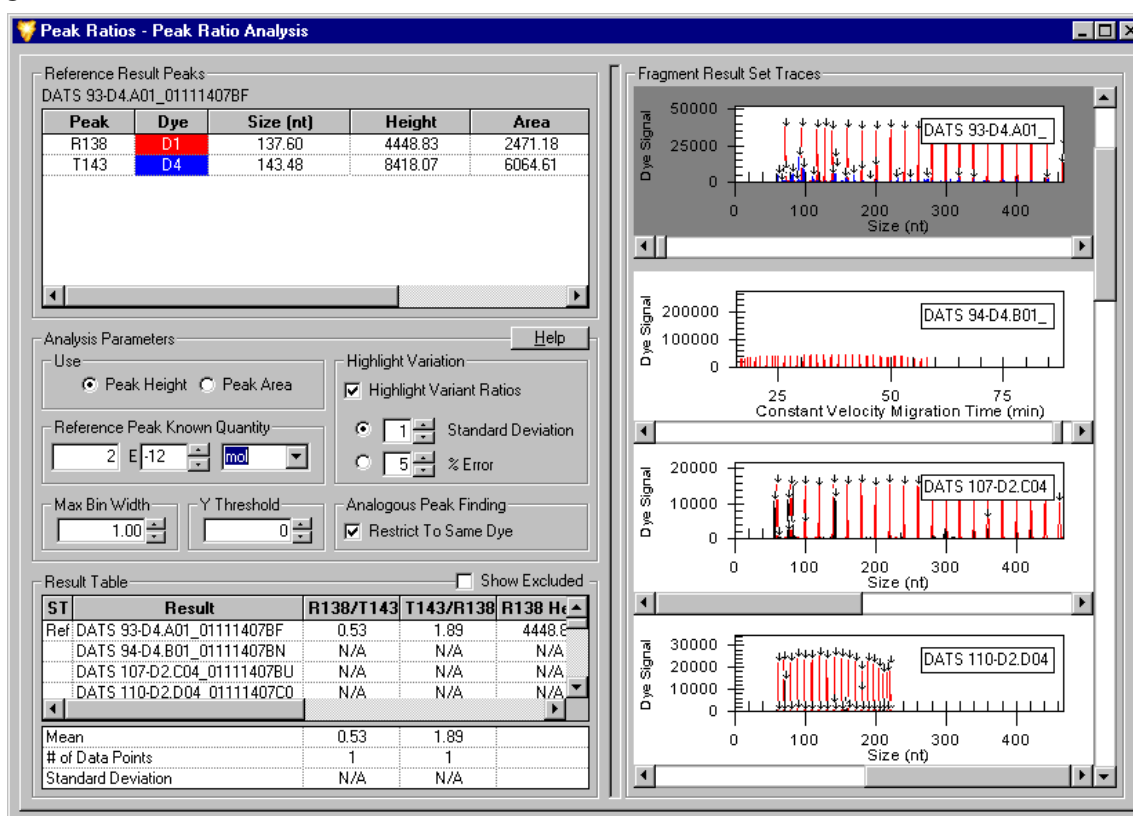 Peak Ratios - Peak Ratio Analysis
Reference Result Peaks
DATS 93-D4.A01_01111407BF
Peak Dye Size (nt) Height Area
R138 D1 137.60 4448.83 2471.18
T143 D4 143.48 8418.07 6064.61
Analysis Parameters Help
Use
Peak Height Peak Area
Reference Peak Known Quantity
2 E -12 mol
Max Bin Width
1.00
Y Threshold
0
Highlight Variation
Highlight Variant Ratios
1 Standard Deviation
5 % Error
Analogous Peak Finding
Restrict To Same Dye
Result Table Show Excluded
ST Result R138/T143 T143/R138 R138 He
Ref DATS 93-D4.A01_01111407BF 0.53 1.89 4448.8
DATS 94-D4.B01_01111407BN N/A N/A N/A
DATS 107-D2.C04_01111407BU N/A N/A N/A
DATS 110-D2.D04_01111407C0 N/A N/A N/A
Mean 0.53 1.89
# of Data Points 1 1
Standard Deviation N/A N/A
Fragment Result Set Traces
Dye Signal
50000
25000
0
DATS 93-D4.A01_
0 100 200 300 400
Size (nt)
Dye Signal
200000
100000
0
DATS 94-D4.B01_
25 50 75
Constant Velocity Migration Time (min)
Dye Signal
20000
10000
0
DATS 107-D2.C04
0 100 200 300 400
Size (nt)
Dye Signal
30000
20000
10000
0
DATS 110-D2.D04
0 100 200 300 400
Size (nt)